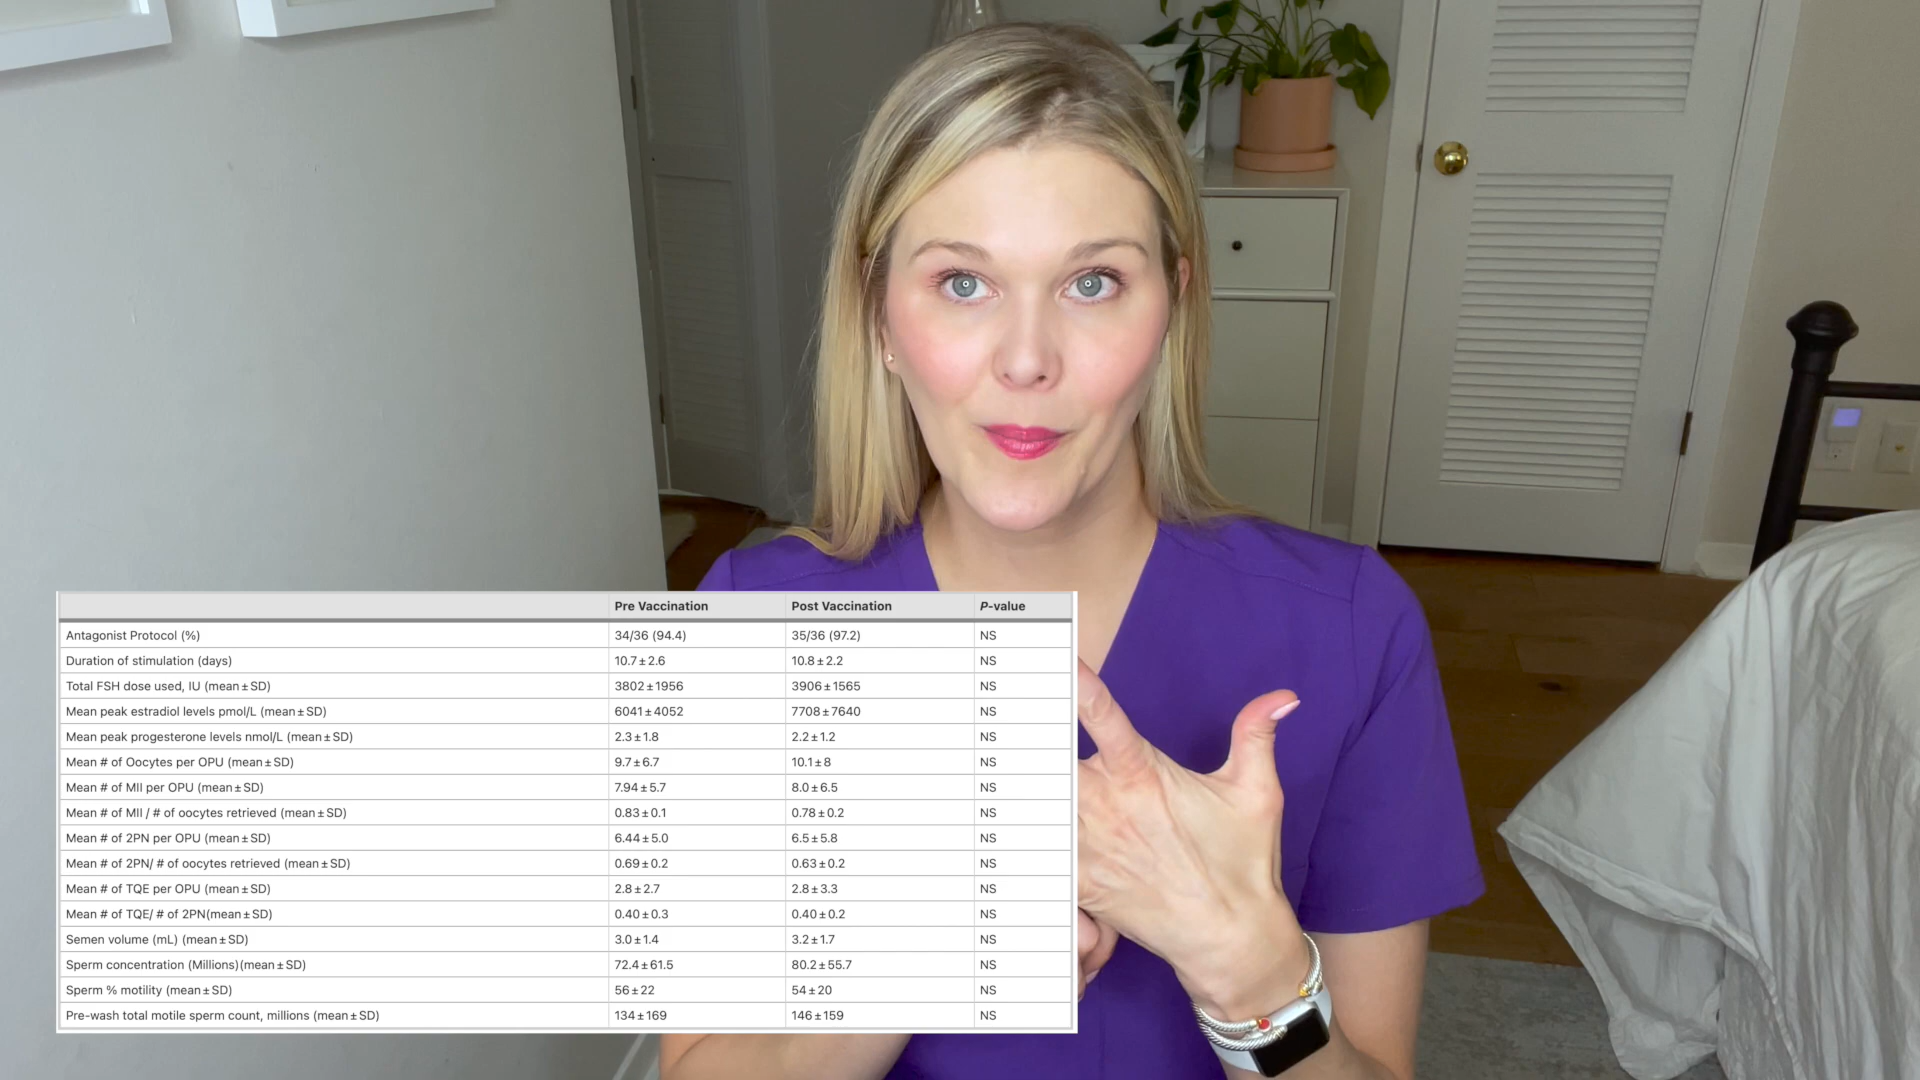 Pre Vaccination Post Vaccination P-value
Antagonist Protocol (%) 34/36 (94.4) 35/36 (97.2) NS
Duration of stimulation (days) 10.7±2.6 10.8±2.2 NS
Total FSH dose used, IU (mean±SD) 3802±1956 3906±1565 NS
Mean peak estradiol levels pmol/L (mean±SD) 6041±4052 7708±7640 NS
Mean peak progesterone levels nmol/L (mean±SD) 2.3±1.8 2.2±1.2 NS
Mean # of Oocytes per OPU (mean±SD) 9.7±6.7 10.1±8 NS
Mean # of MII per OPU (mean±SD) 7.94±5.7 8.0±6.5 NS
Mean # of MII / # of oocytes retrieved (mean±SD) 0.83±0.1 0.78±0.2 NS
Mean # of 2PN per OPU (mean±SD) 6.44±5.0 6.5±5.8 NS
Mean # of 2PN/ # of oocytes retrieved (mean±SD) 0.69±0.2 0.63±0.2 NS
Mean # of TQE per OPU (mean±SD) 2.8±2.7 2.8±3.3 NS
Mean # of TQE/ # of 2PN(mean±SD) 0.40±0.3 0.40±0.2 NS
Semen volume (mL) (mean±SD) 3.0±1.4 3.2±1.7 NS
Sperm concentration (Millions)(mean±SD) 72.4±61.5 80.2±55.7 NS
Sperm % motility (mean±SD) 56±22 54±20 NS
Pre-wash total motile sperm count, millions (mean±SD) 134±169 146±159 NS